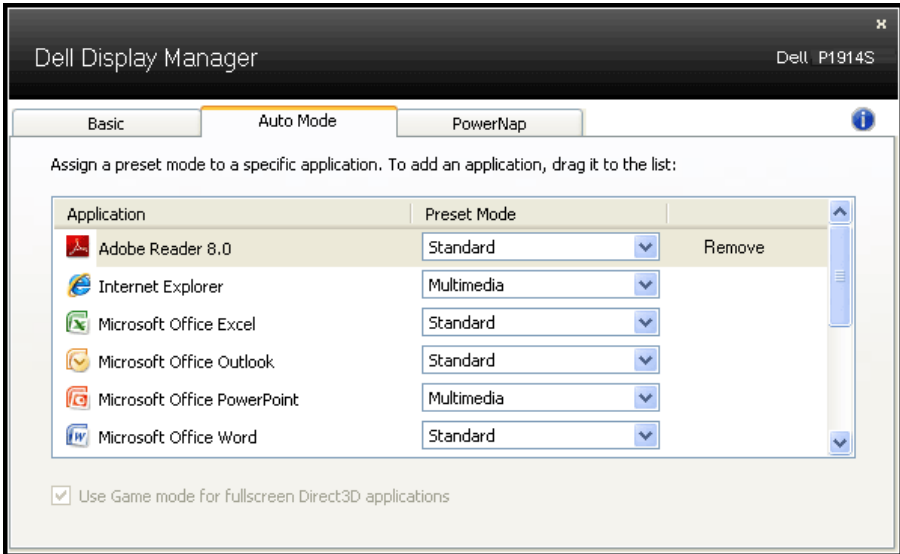 x
Dell Display Manager
Dell P1914S
Basic Auto Mode PowerNap
Assign a preset mode to a specific application. To add an application, drag it to the list:
Application Preset Mode
Adobe Reader 8.0 Standard Remove
Internet Explorer Multimedia
Microsoft Office Excel Standard
Microsoft Office Outlook Standard
Microsoft Office PowerPoint Multimedia
Microsoft Office Word Standard
Use Game mode for fullscreen Direct3D applications